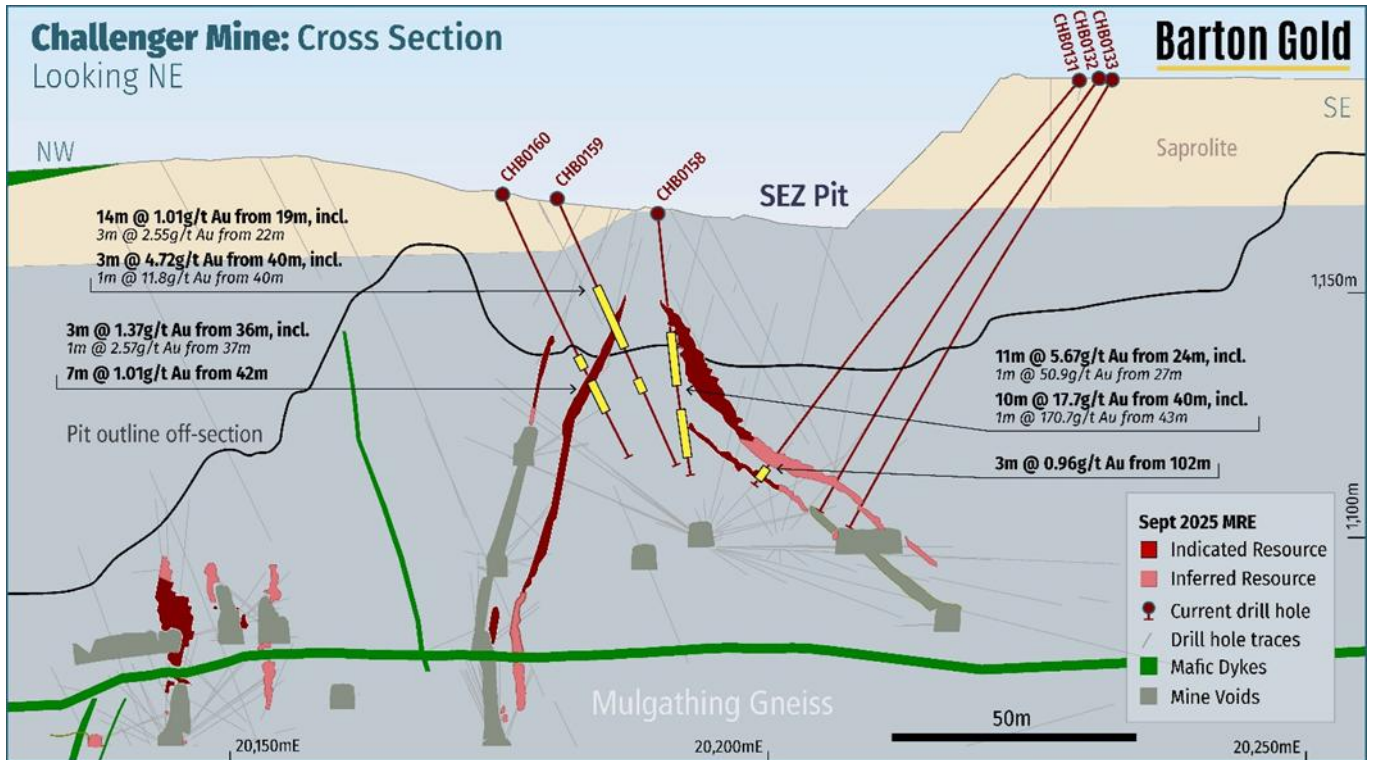 Challenger Mine: Cross Section
Looking NE
Barton Gold
CHB0131
CHB0132
CHB0133
NW
SE
Saprolite
CHB0160
CHB0159
CHB0158
SEZ Pit
14m @ 1.01g/t Au from 19m, incl.
3m @ 2.55g/t Au from 22m
3m @ 4.72g/t Au from 40m, incl.
1m @ 11.8g/t Au from 40m
1,150m
3m @ 1.37g/t Au from 36m, incl.
1m @ 2.57g/t Au from 37m
7m @ 1.01g/t Au from 42m
11m @ 5.67g/t Au from 24m, incl.
1m @ 50.9g/t Au from 27m
10m @ 17.7g/t Au from 40m, incl.
1m @ 170.7g/t Au from 43m
Pit outline off-section
3m @ 0.96g/t Au from 102m
1,100m
Sept 2025 MRE
Indicated Resource
Inferred Resource
Current drill hole
Drill hole traces
Mafic Dykes
Mine Voids
Mulgathing Gneiss
50m
20,150mE
20,200mE
20,250mE